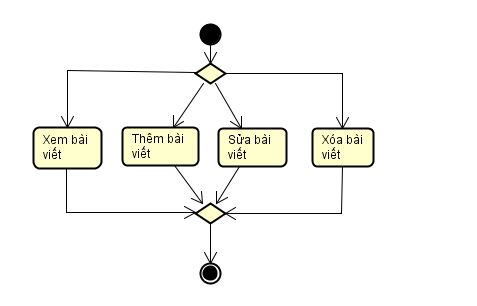 Xem bài
viết
Thêm bài
viết
Sửa bài
viết
Xóa bài
viết